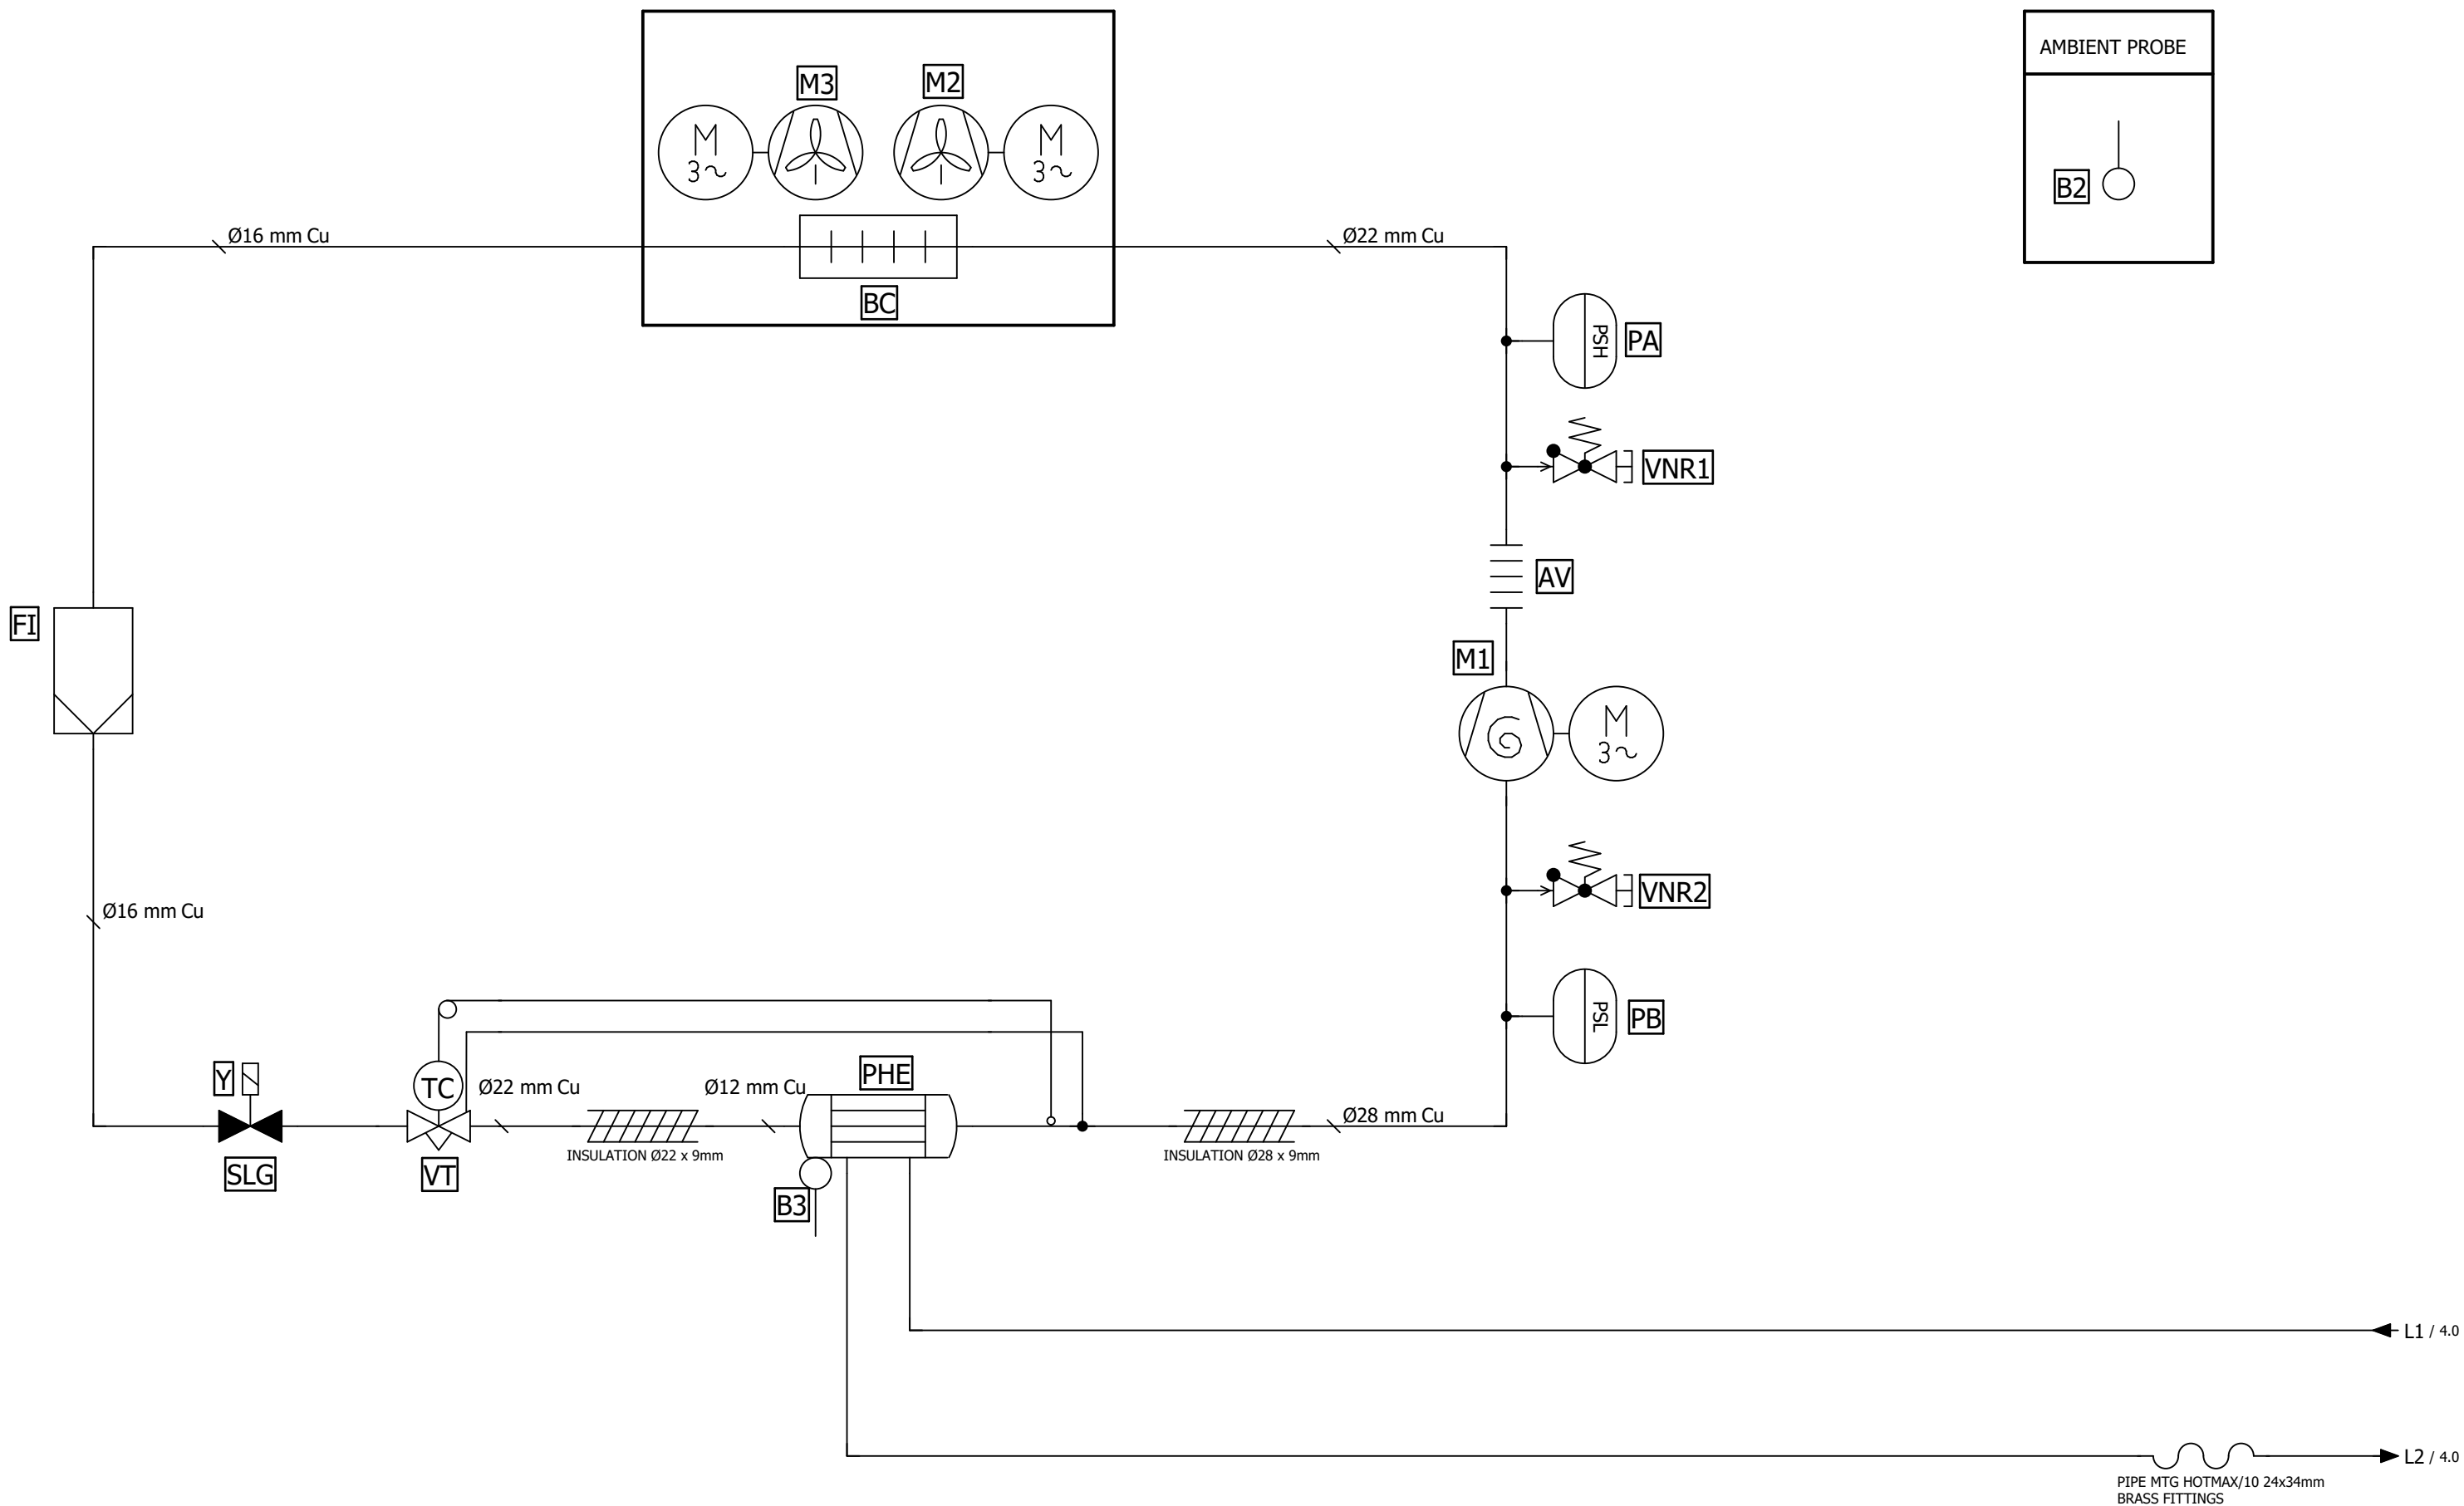 AMBIENT PROBE
M3
M2
M
3~
M
3~
B2
Ø16 mm Cu
Ø22 mm Cu
BC
PSH
PA
VNR1
AV
FI
M1
M
3~
VNR2
Ø16 mm Cu
PSL
PB
Y
TC
Ø22 mm Cu
Ø12 mm Cu
PHE
Ø28 mm Cu
INSULATION Ø22 x 9mm
INSULATION Ø28 x 9mm
SLG
VT
B3
L1 / 4.0
L2 / 4.0
PIPE MTG HOTMAX/10 24x34mm
BRASS FITTINGS